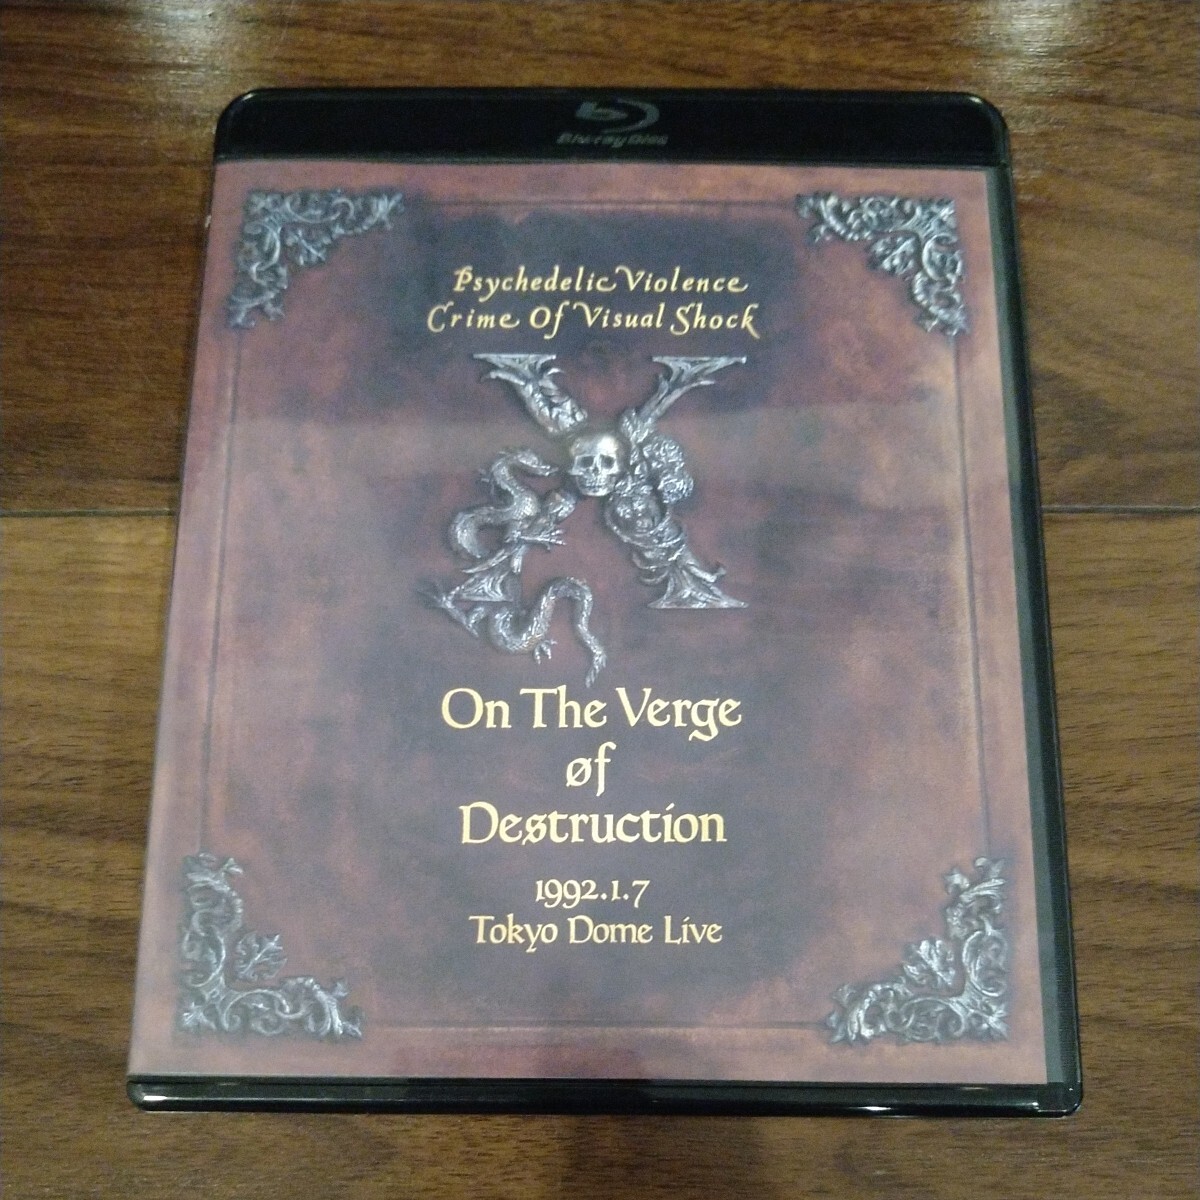 Blu-ray Disc
Psychedelic Violence
Crime Of Visual Shock
X
On The Verge
øf
Destruction
1992.1.7
Tokyo Dome Live